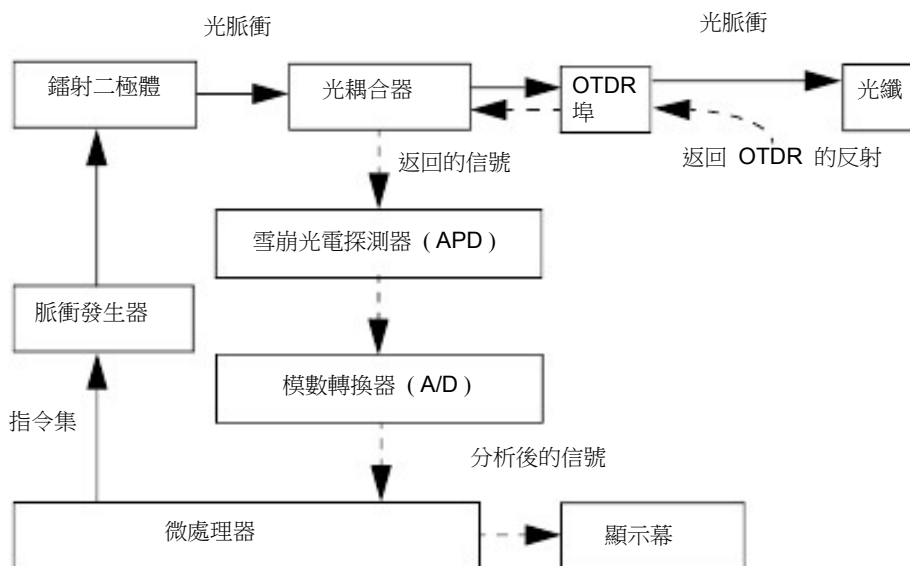 光脈衝
光脈衝
鐳射二極體
光耦合器
OTDR
埠
光纖
返回的信號
返回 OTDR 的反射
雪崩光電探測器 ( APD )
脈衝發生器
模數轉換器 ( A/D )
指令集
分析後的信號
微處理器
顯示幕